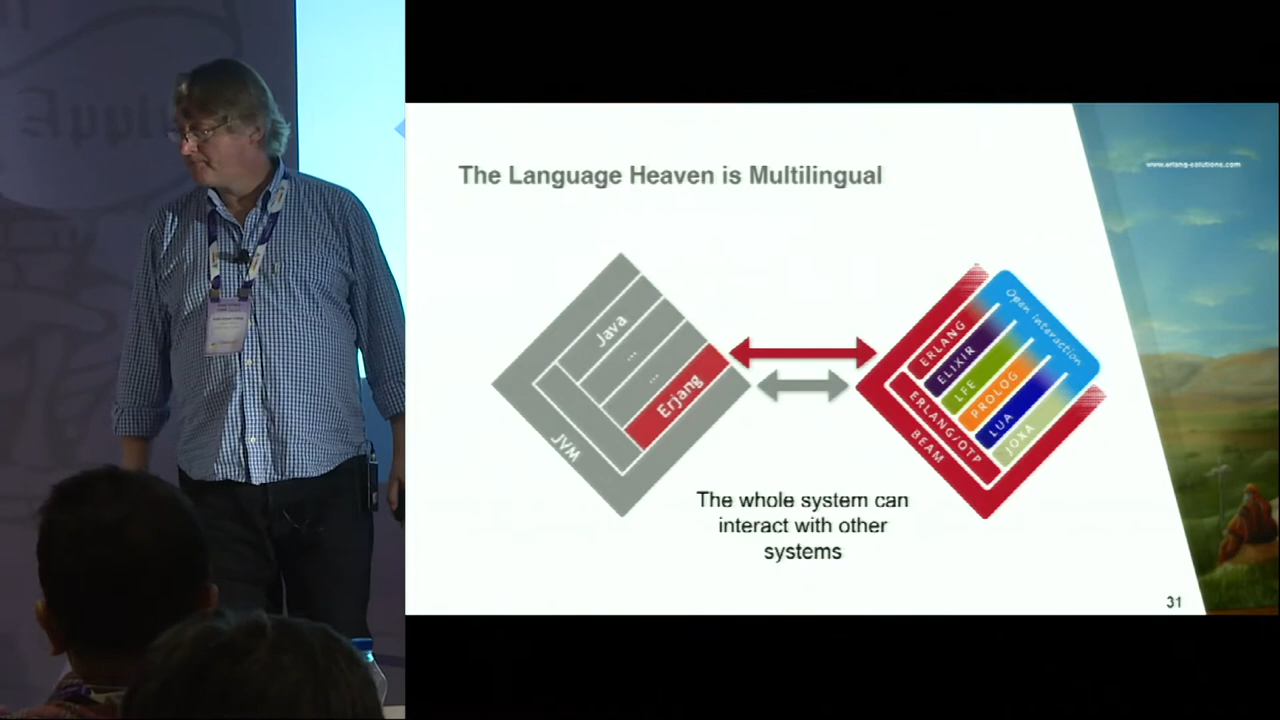 Appli
www.erlang-solutions.com
The Language Heaven is Multilingual
Java
...
...
Erjang
JVM
Open interaction
ERLANG
ELIXIR
LFE
PROLOG
LUA
JOXA
ERLANG/OTP
BEAM
The whole system can
interact with other
systems
31